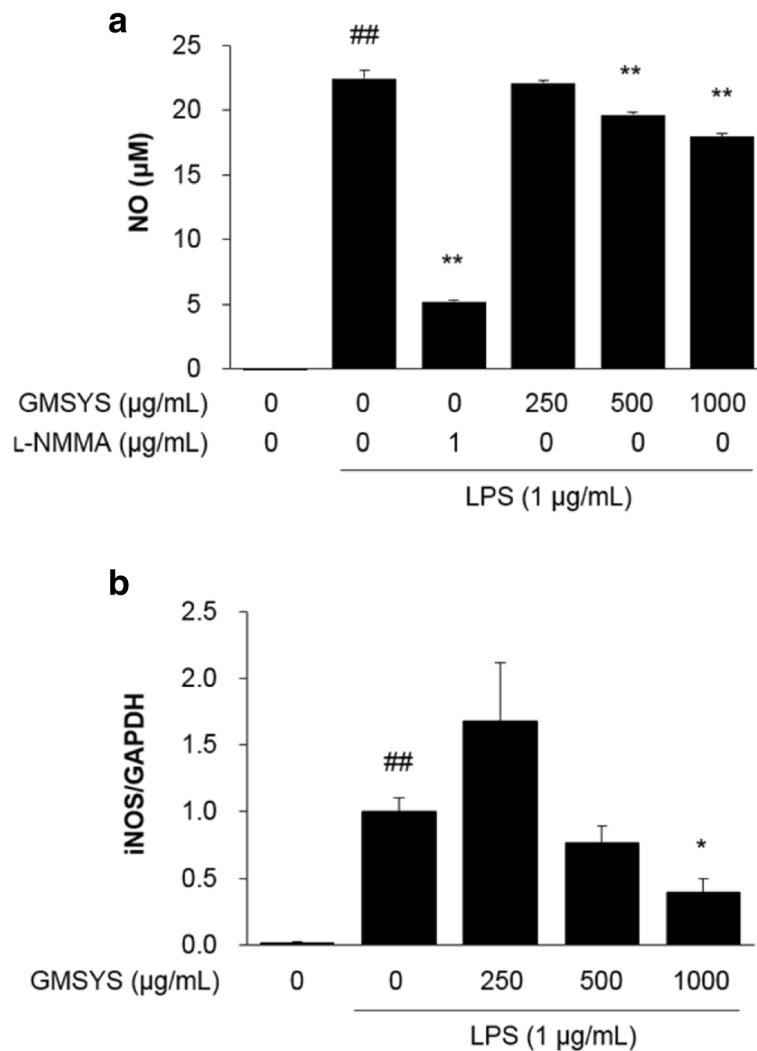 a
##
25
**
**
20
15
NO (µM)
10
**
5
0
GMSYS (µg/mL) 0 0 0 250 500 1000
L-NMMA (µg/mL) 0 0 1 0 0 0
LPS (1 µg/mL)
b
2.5
2.0
1.5
iNOS/GAPDH
##
1.0
*
0.5
0.0
GMSYS (µg/mL) 0 0 250 500 1000
LPS (1 µg/mL)